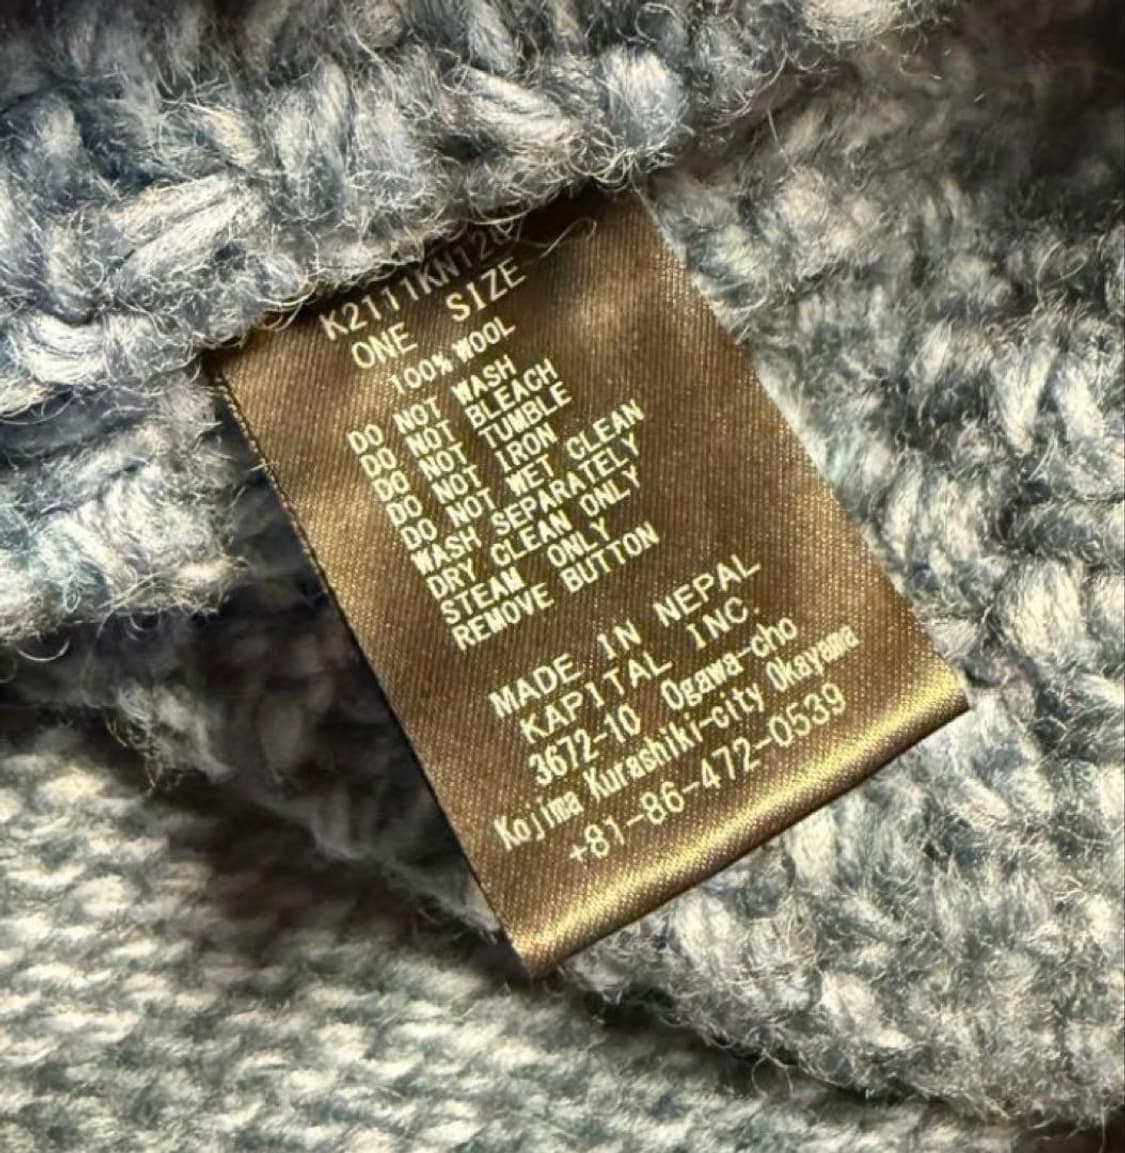 ONE SIZE
100% WOOL
DO NOT WASH
DO NOT BLEACH
DO NOT TUMBLE
DO NOT IRON
DO NOT WET CLEAN
WASH SEPARATELY
DRY CLEAN ONLY
STEAM ONLY
REMOVE BUTTON
MADE IN NEPAL
KAPITAL INC.
3672-10 Ogawa-cho
Kojima Kurashiki-city Okayama
+81-86-472-0539